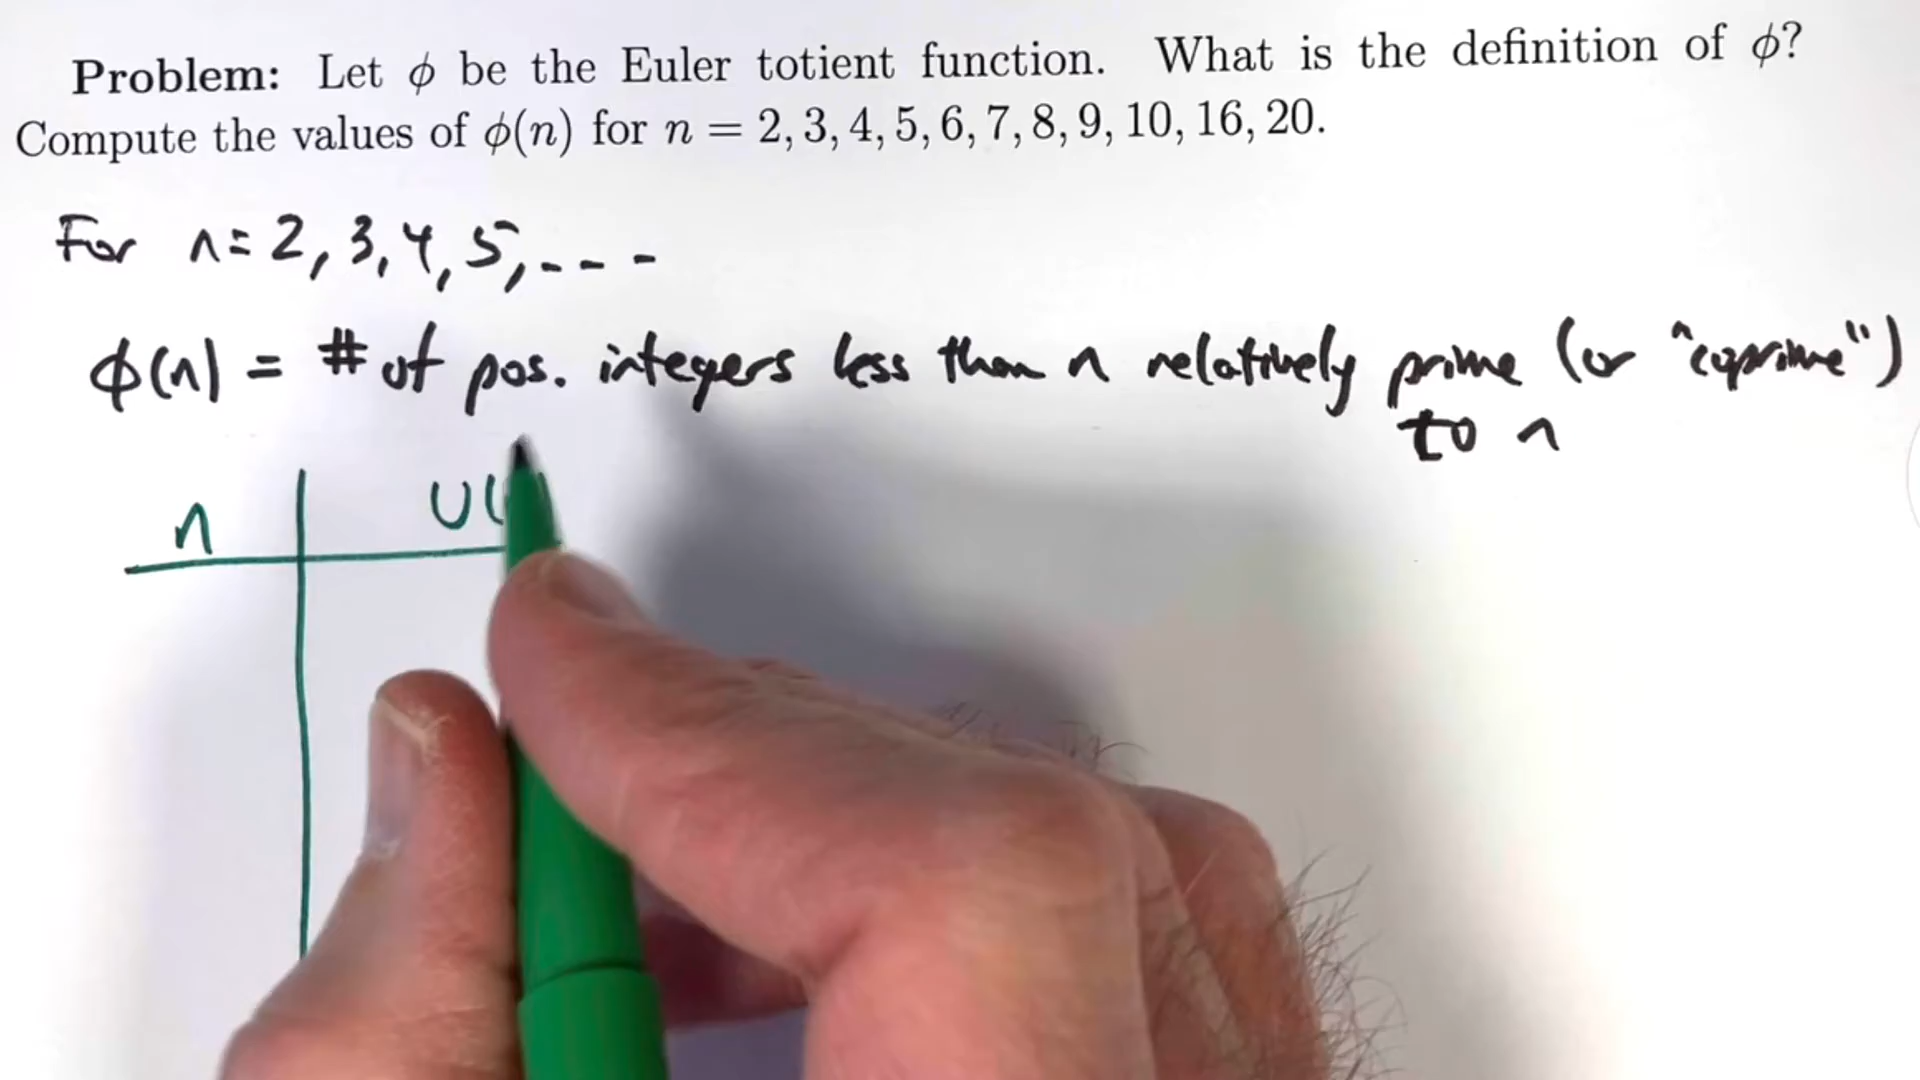 Problem: Let ϕ be the Euler totient function. What is the definition of ϕ?
Compute the values of ϕ(n) for n = 2, 3, 4, 5, 6, 7, 8, 9, 10, 16, 20.
For n = 2, 3, 4, 5, - - -
ϕ(n) = # of pos. integers less than n relatively prime (or "coprime")
to n
n U(